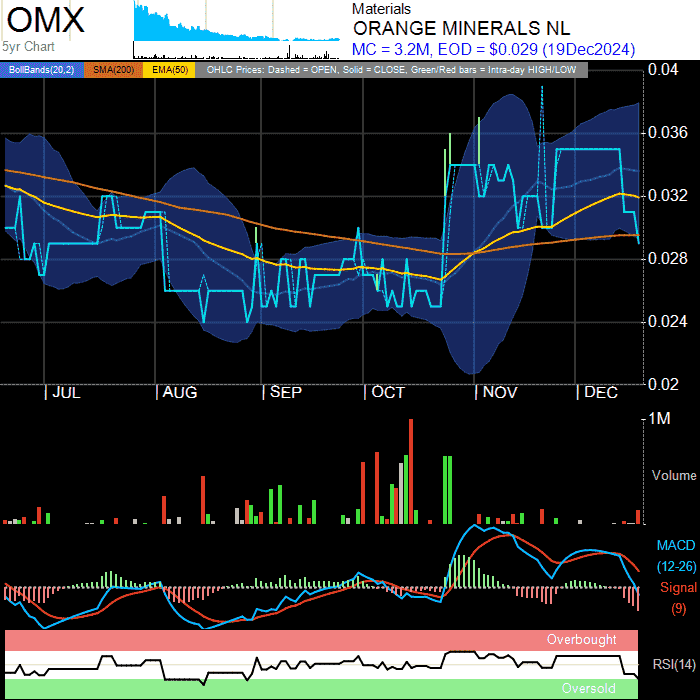 OMX
5yr Chart
Materials
ORANGE MINERALS NL
MC = 3.2M, EOD = $0.029 (19Dec2024)
BollBands(20,2) SMA(200) EMA(50) OHLC Prices: Dashed = OPEN, Solid = CLOSE, Green/Red bars = Intra-day HIGH/LOW
0.04
0.036
0.032
0.028
0.024
0.02
| JUL | AUG | SEP | OCT | NOV | DEC
1M
Volume
MACD
(12-26)
Signal
(9)
Overbought
RSI(14)
Oversold